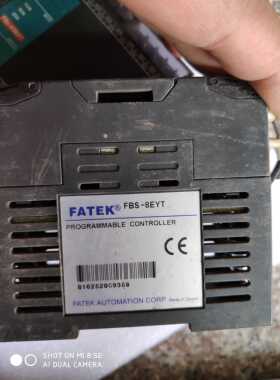 FATEK® FBS-8EYT
PROGRAMMABLE CONTROLLER
CE
FATEK AUTOMATION CORP.
SHOT ON MI 8 SE
AI DUAL CAMERA